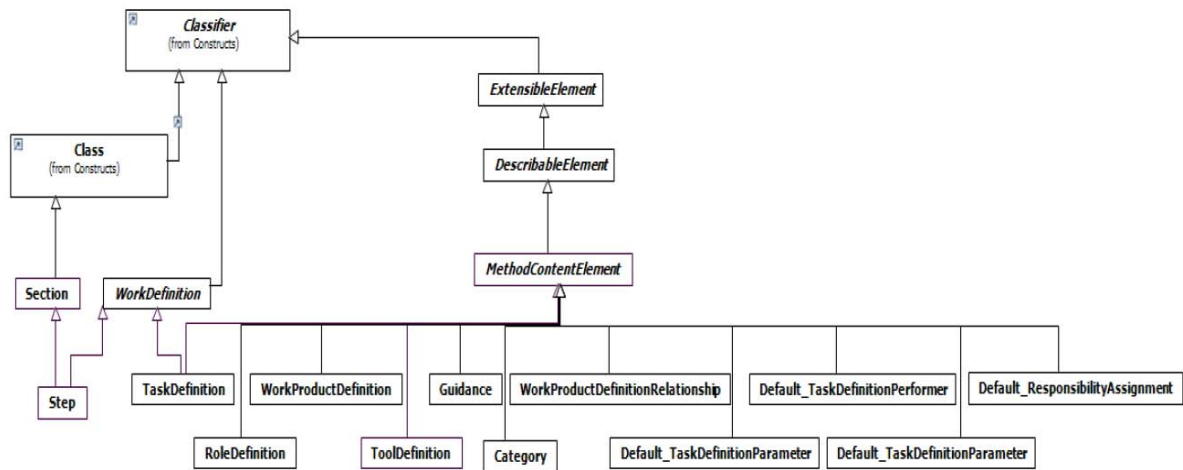 Classifier
(from Constructs)
ExtensibleElement
Class
(from Constructs)
DescribableElement
MethodContentElement
Section
WorkDefinition
TaskDefinition
WorkProductDefinition
Guidance
WorkProductDefinitionRelationship
Default_TaskDefinitionPerformer
Default_ResponsibilityAssignment
Step
RoleDefinition
ToolDefinition
Category
Default_TaskDefinitionParameter
Default_TaskDefinitionParameter